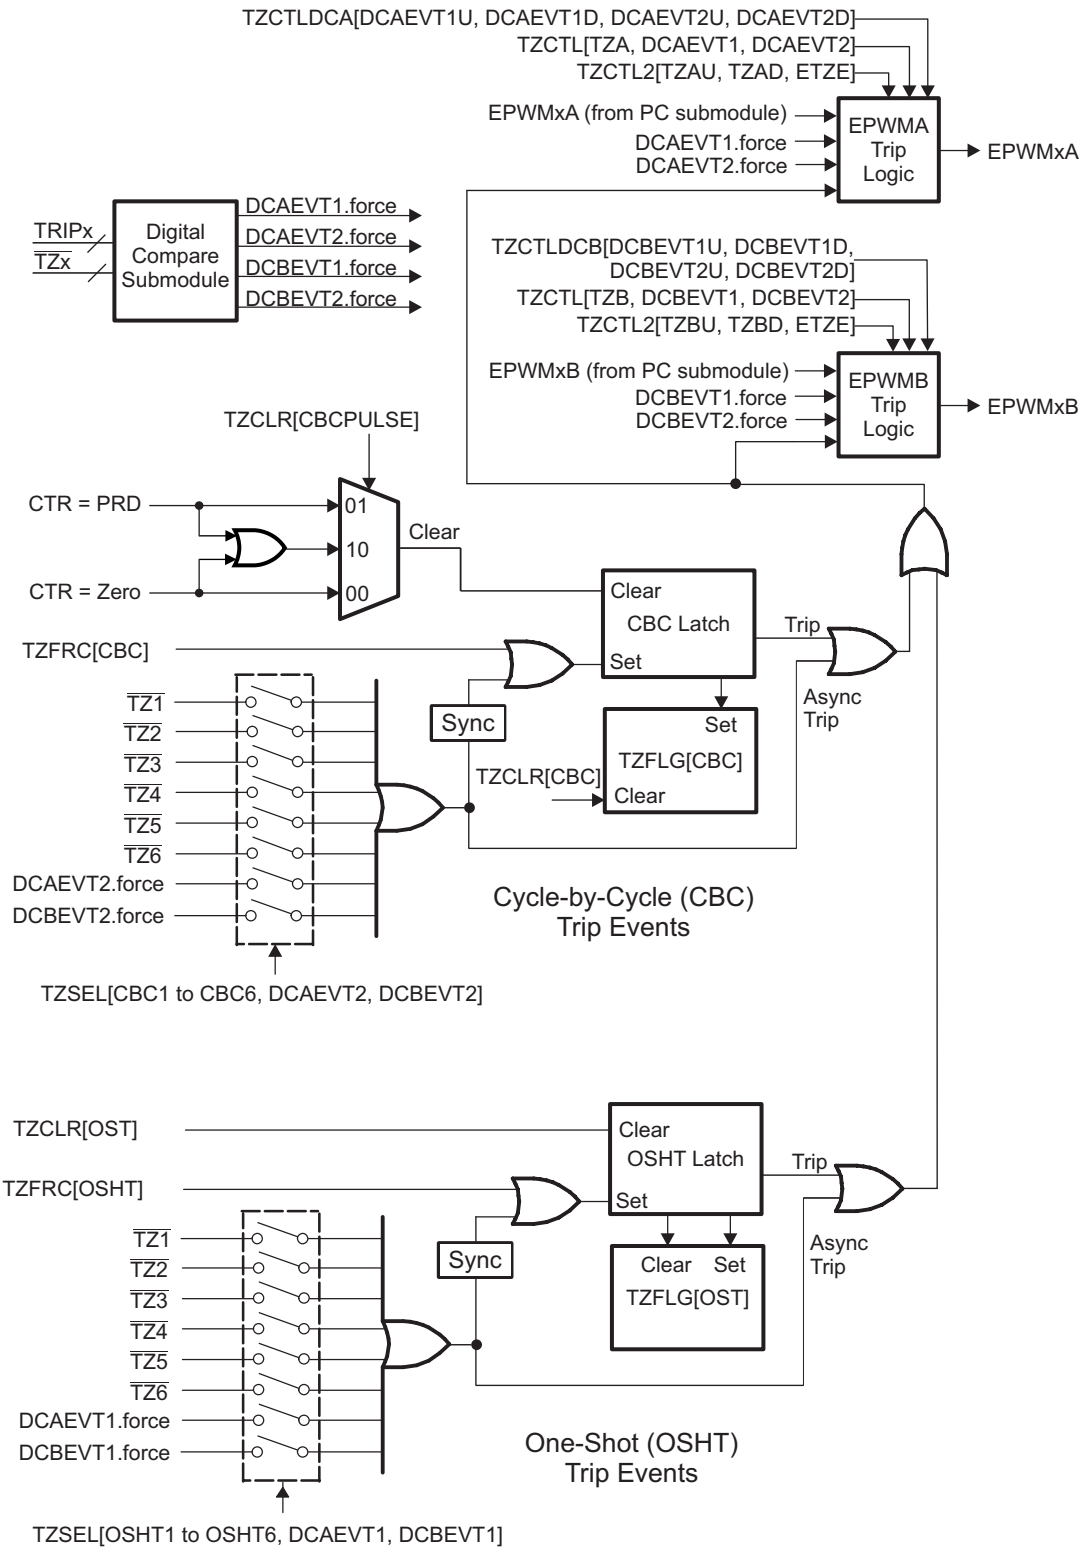 TZCTLDCA[DCAEVT1U, DCAEVT1D, DCAEVT2U, DCAEVT2D]
TZCTL[TZA, DCAEVT1, DCAEVT2]
TZCTL2[TZAU, TZAD, ETZE]
EPWMxA (from PC submodule)
DCAEVT1.force
DCAEVT2.force
EPWMA
Trip
Logic
EPWMxA
TRIPx
TZx
Digital
Compare
Submodule
DCAEVT1.force
DCAEVT2.force
DCBEVT1.force
DCBEVT2.force
TZCTLDCB[DCBEVT1U, DCBEVT1D,
DCBEVT2U, DCBEVT2D]
TZCTL[TZB, DCBEVT1, DCBEVT2]
TZCTL2[TZBU, TZBD, ETZE]
EPWMxB (from PC submodule)
DCBEVT1.force
DCBEVT2.force
EPWMB
Trip
Logic
EPWMxB
TZCLR[CBCPULSE]
CTR = PRD
CTR = Zero
01
10
00
Clear
Clear
CBC Latch
Set
Trip
Async
Trip
TZFRC[CBC]
Sync
Set
TZFLG[CBC]
Clear
TZCLR[CBC]
TZ1
TZ2
TZ3
TZ4
TZ5
TZ6
DCAEVT2.force
DCBEVT2.force
Cycle-by-Cycle (CBC)
Trip Events
TZSEL[CBC1 to CBC6, DCAEVT2, DCBEVT2]
TZCLR[OST]
TZFRC[OSHT]
Clear
OSHT Latch
Set
Trip
Async
Trip
Sync
Clear Set
TZFLG[OST]
TZ1
TZ2
TZ3
TZ4
TZ5
TZ6
DCAEVT1.force
DCBEVT1.force
One-Shot (OSHT)
Trip Events
TZSEL[OSHT1 to OSHT6, DCAEVT1, DCBEVT1]